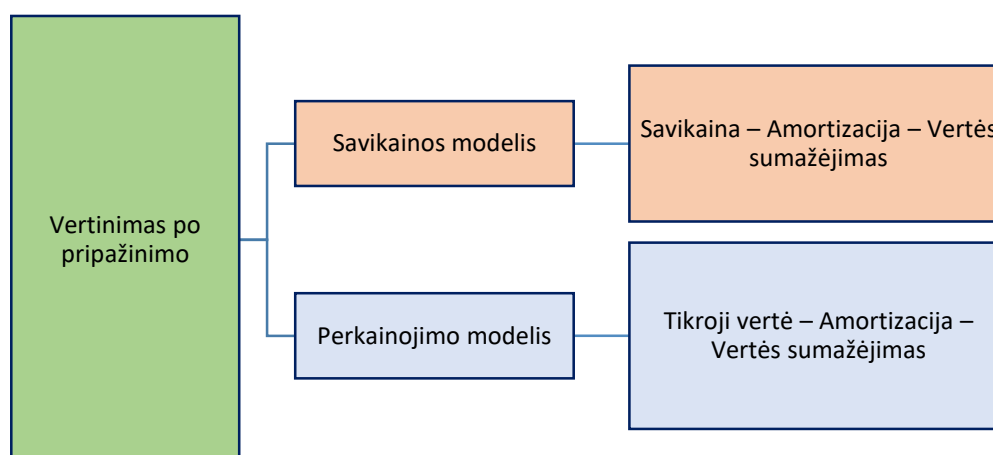 Vertinimas po
pripažinimo
Savikainos modelis
Savikaina – Amortizacija – Vertės
sumažėjimas
Perkainojimo modelis
Tikroji vertė – Amortizacija –
Vertės sumažėjimas